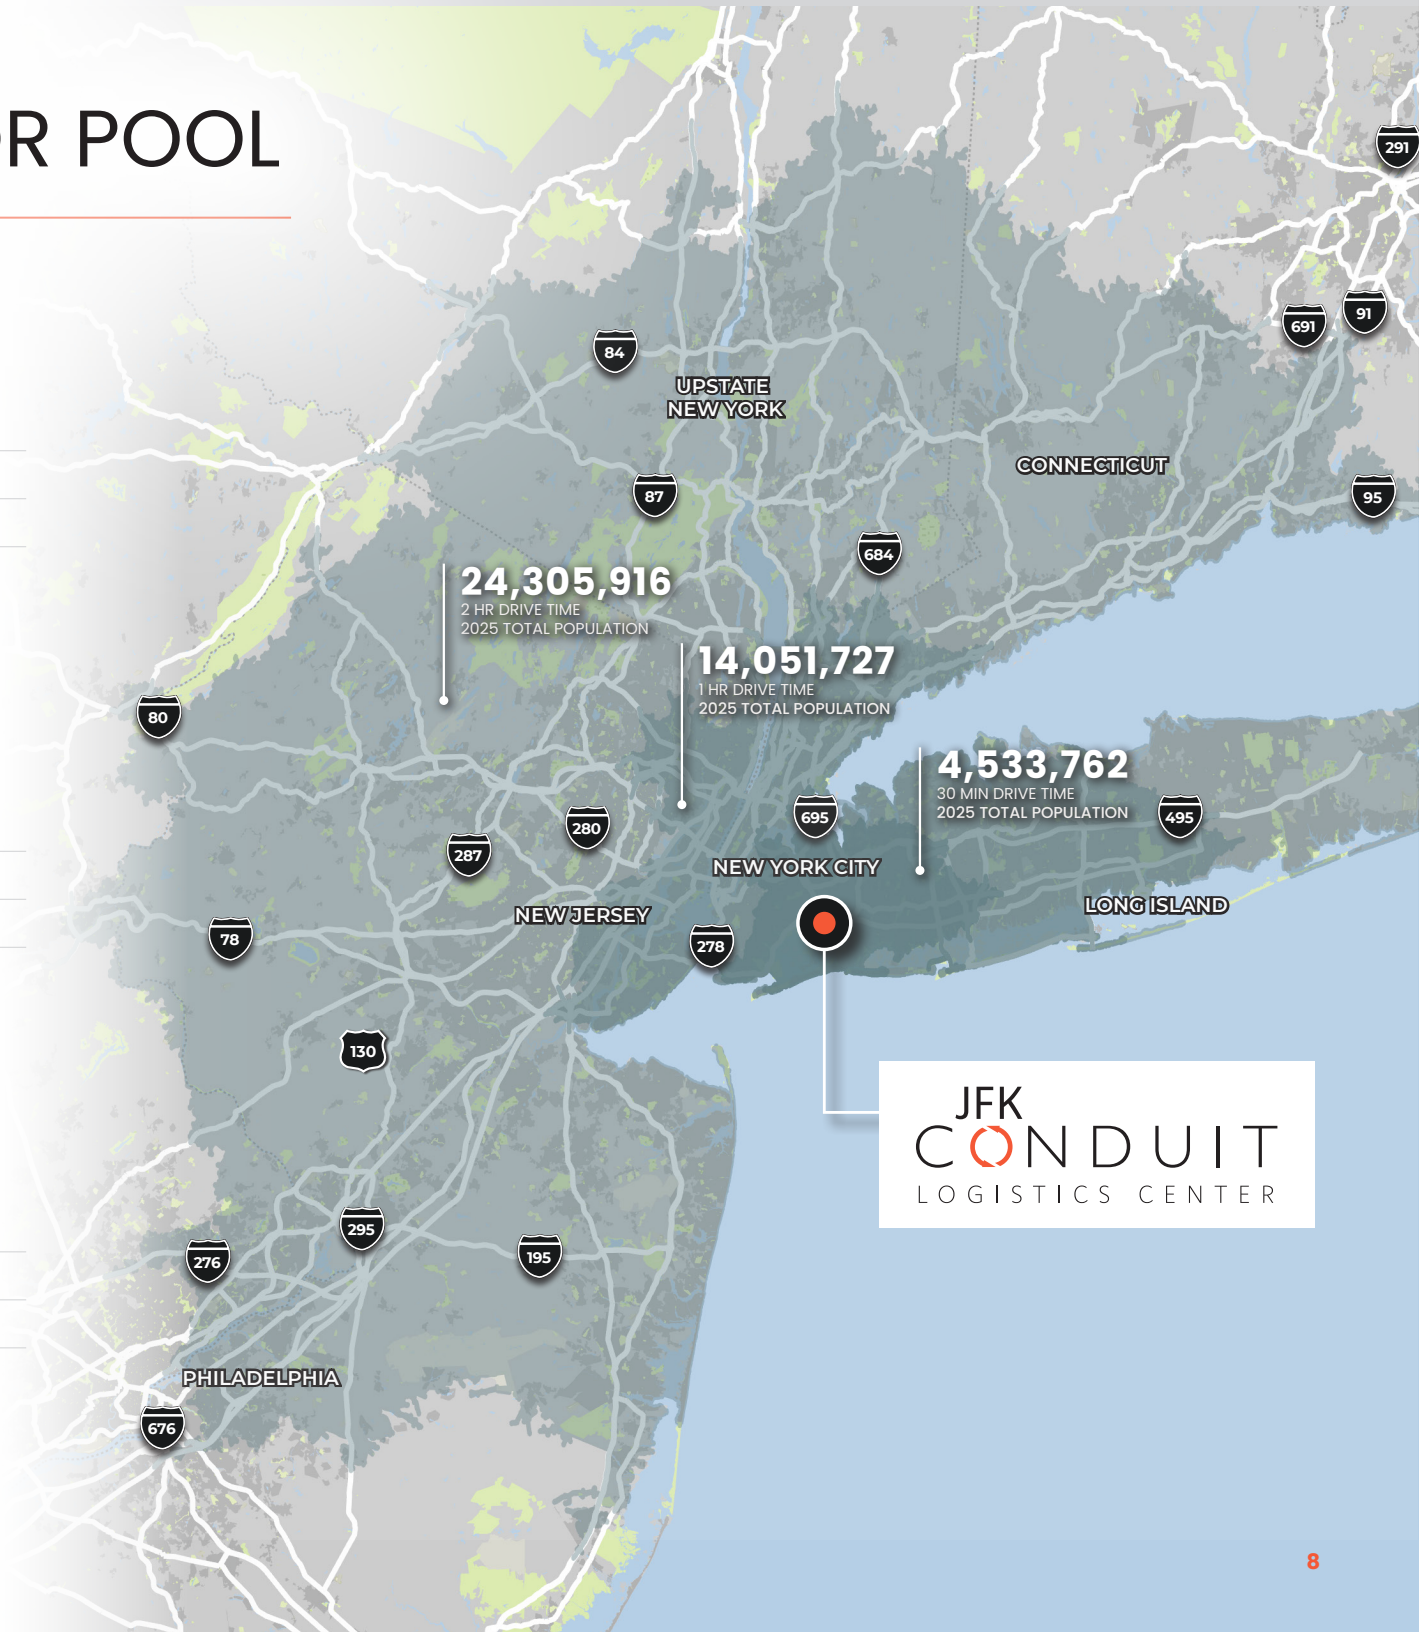 OR POOL
291
691
91
84
UPSTATE
NEW YORK
CONNECTICUT
87
95
684
24,305,916
2 HR DRIVE TIME
2025 TOTAL POPULATION
14,051,727
1 HR DRIVE TIME
2025 TOTAL POPULATION
80
4,533,762
30 MIN DRIVE TIME
2025 TOTAL POPULATION
695
495
280
287
NEW YORK CITY
LONG ISLAND
NEW JERSEY
78
278
130
JFK
CONDUIT
LOGISTICS CENTER
295
276
195
PHILADELPHIA
676
8